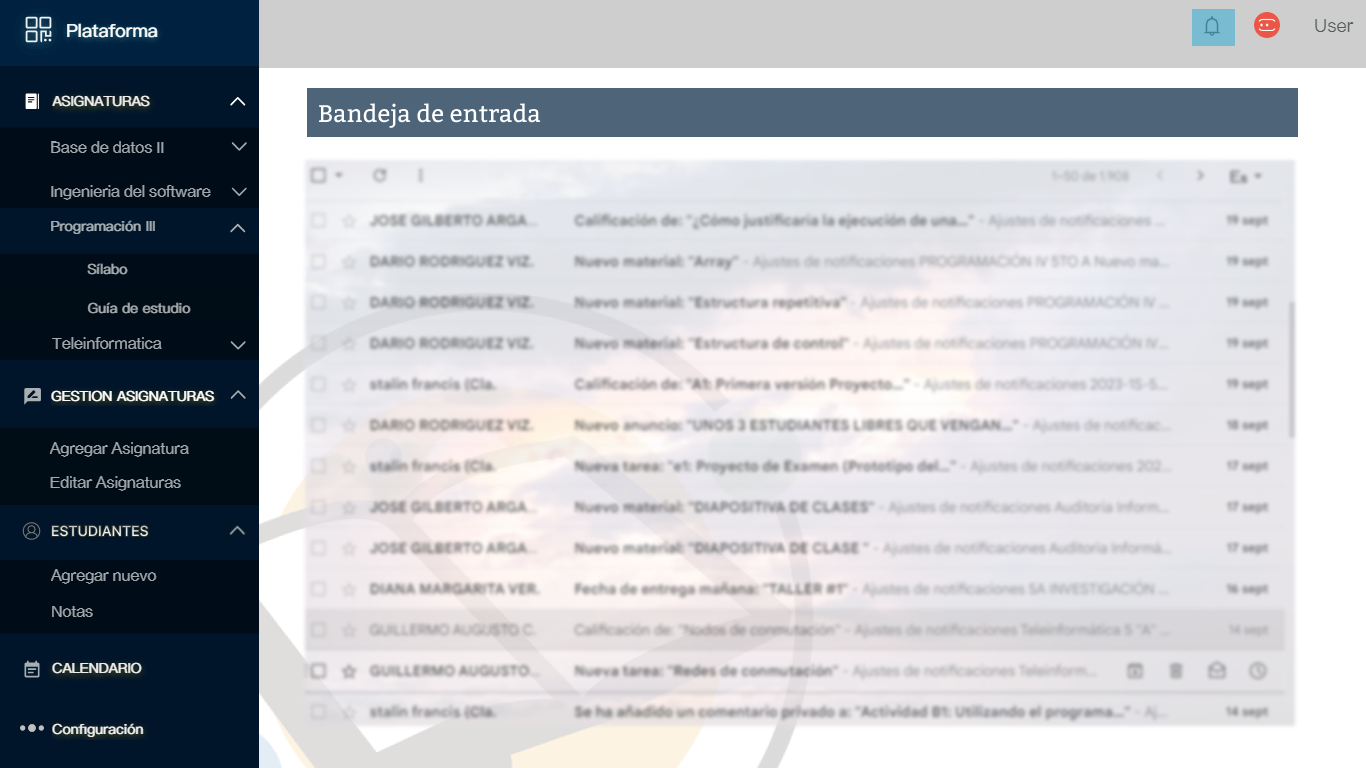 Plataforma
User
ASIGNATURAS
Base de datos II
Ingenieria del software
Programación III
Sílabo
Guía de estudio
Teleinformatica
GESTION ASIGNATURAS
Agregar Asignatura
Editar Asignaturas
ESTUDIANTES
Agregar nuevo
Notas
CALENDARIO
Configuración
Bandeja de entrada
1–50 de 1.908 Es
JOSE GILBERTO ARGA... Calificación de: "¿Cómo justificaria la ejecución de una..." - Ajustes de notificaciones ... 19 sept
DARIO RODRIGUEZ VIZ. Nuevo material: "Array" - Ajustes de notificaciones PROGRAMACIÓN IV 5TO A Nuevo ma... 19 sept
DARIO RODRIGUEZ VIZ. Nuevo material: "Estructura repetitiva" - Ajustes de notificaciones PROGRAMACIÓN IV ... 19 sept
DARIO RODRIGUEZ VIZ. Nuevo material: "Estructura de control" - Ajustes de notificaciones PROGRAMACIÓN IV... 19 sept
stalin francis (Cla. Calificación de: "A1: Primera versión Proyecto..." - Ajustes de notificaciones 2023-15-5... 19 sept
DARIO RODRIGUEZ VIZ. Nuevo anuncio: "UNOS 3 ESTUDIANTES LIBRES QUE VENGAN..." - Ajustes de notificac... 18 sept
stalin francis (Cla. Nueva tarea: "e1: Proyecto de Examen (Prototipo del..." - Ajustes de notificaciones 202... 17 sept
JOSE GILBERTO ARGA... Nuevo material: "DIAPOSITIVA DE CLASES" - Ajustes de notificaciones Auditoria Inform... 17 sept
JOSE GILBERTO ARGA... Nuevo material: "DIAPOSITIVA DE CLASE " - Ajustes de notificaciones Auditoria Informá... 17 sept
DIANA MARGARITA VER. Fecha de entrega mañana: "TALLER #1" - Ajustes de notificaciones 5A INVESTIGACIÓN ... 16 sept
GUILLERMO AUGUSTO C. Calificación de: "Nodos de conmutación" - Ajustes de notificaciones Teleinformática 5 "A" ... 14 sept
GUILLERMO AUGUSTO... Nueva tarea: "Redes de conmutación" - Ajustes de notificaciones Teleinform...
stalin francis (Cla. Se ha añadido un comentario privado a: "Actividad B1: Utilizando el programa..." - Aj... 14 sept